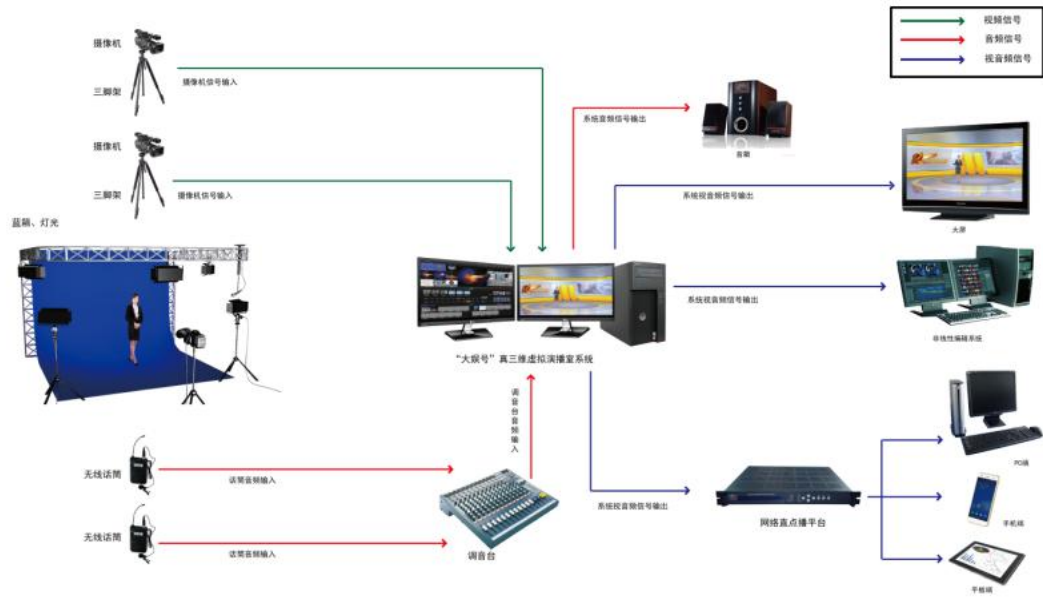 视频信号
音频信号
视音频信号
摄像机
三脚架
摄像机信号输入
摄像机
三脚架
摄像机信号输入
系统音频信号输出
音箱
系统视音频信号输出
大屏
蓝箱、灯光
系统视音频信号输出
非线性编辑系统
“大娱号”真三维虚拟演播室系统
调音台音频输入
无线话筒
话筒音频输入
无线话筒
话筒音频输入
调音台
系统视音频信号输出
网络直点播平台
PC端
手机端
平板端